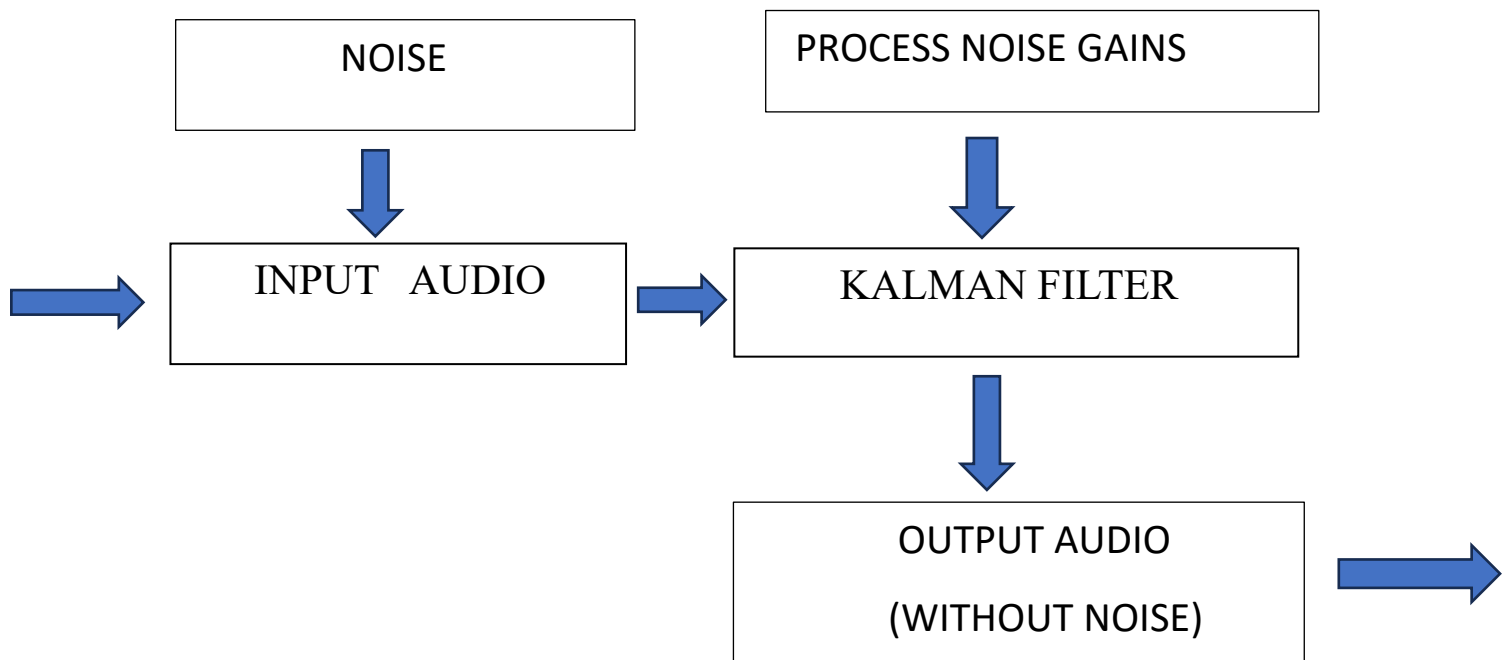 NOISE
PROCESS NOISE GAINS
INPUT AUDIO
KALMAN FILTER
OUTPUT AUDIO
(WITHOUT NOISE)